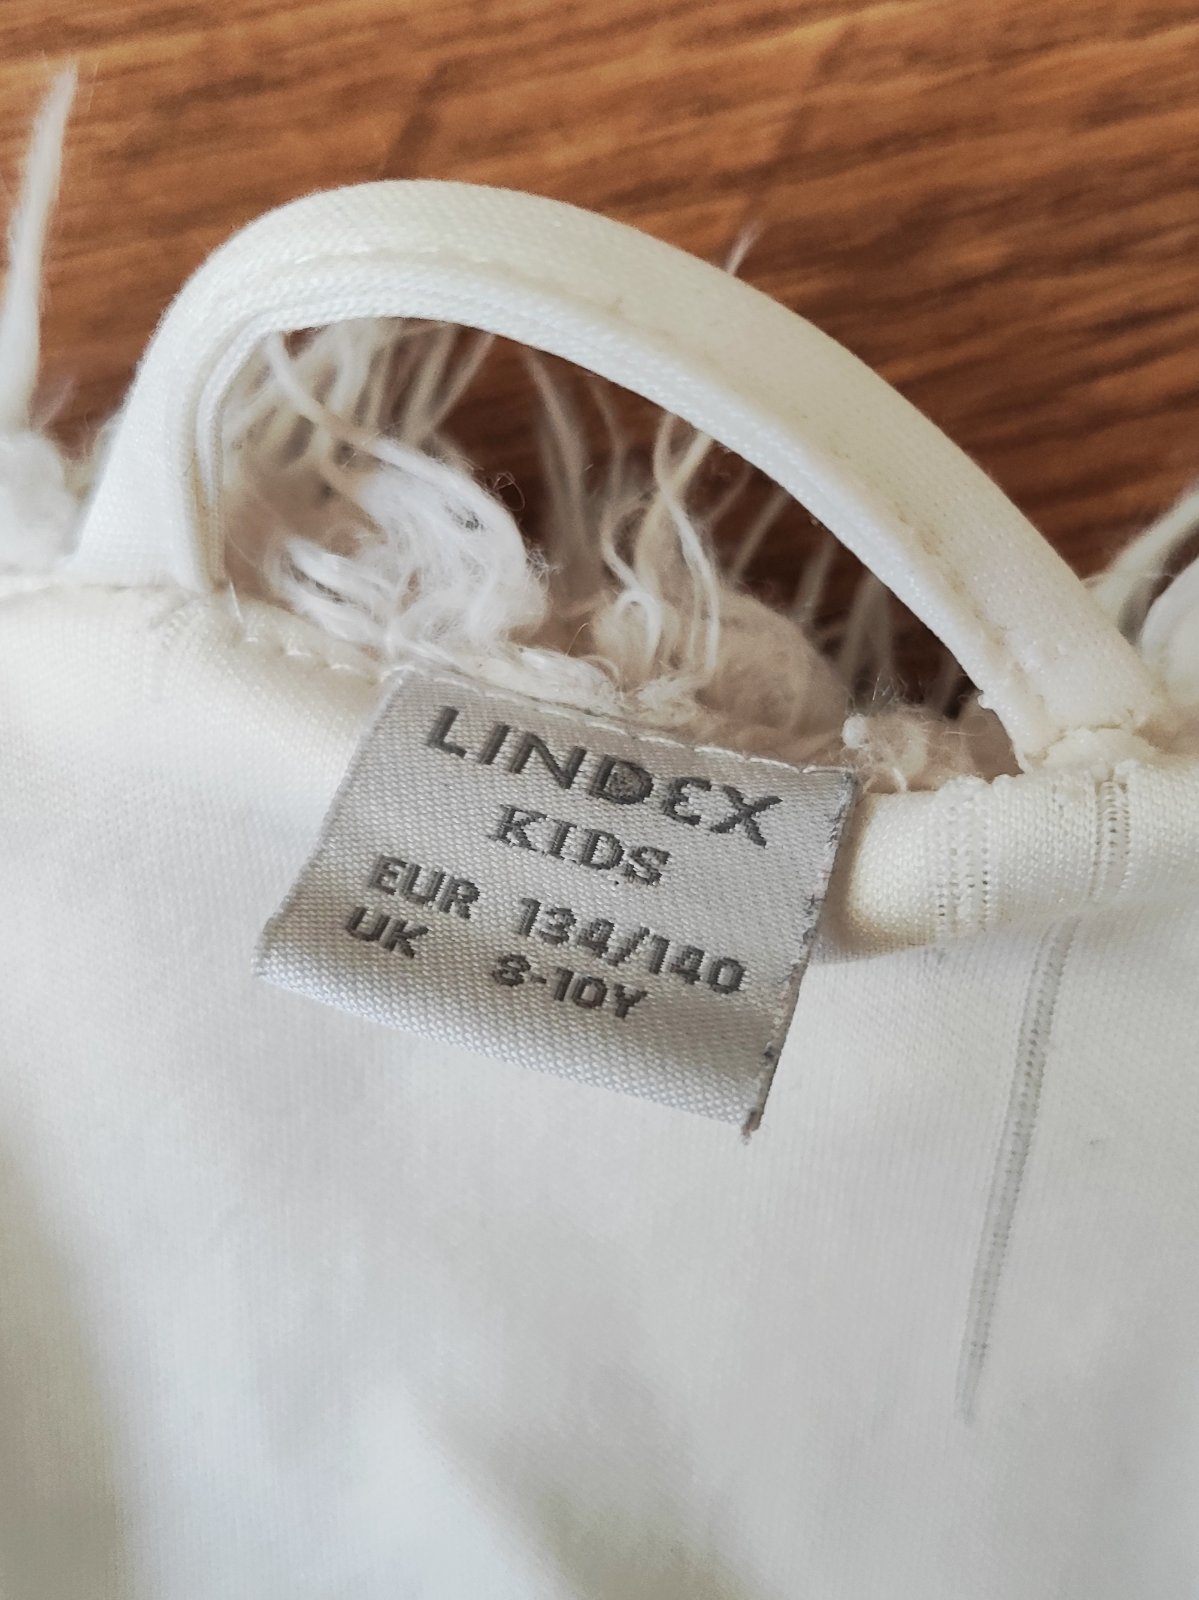 LINDEX
KIDS
EUR 134/140
UK 8-10Y